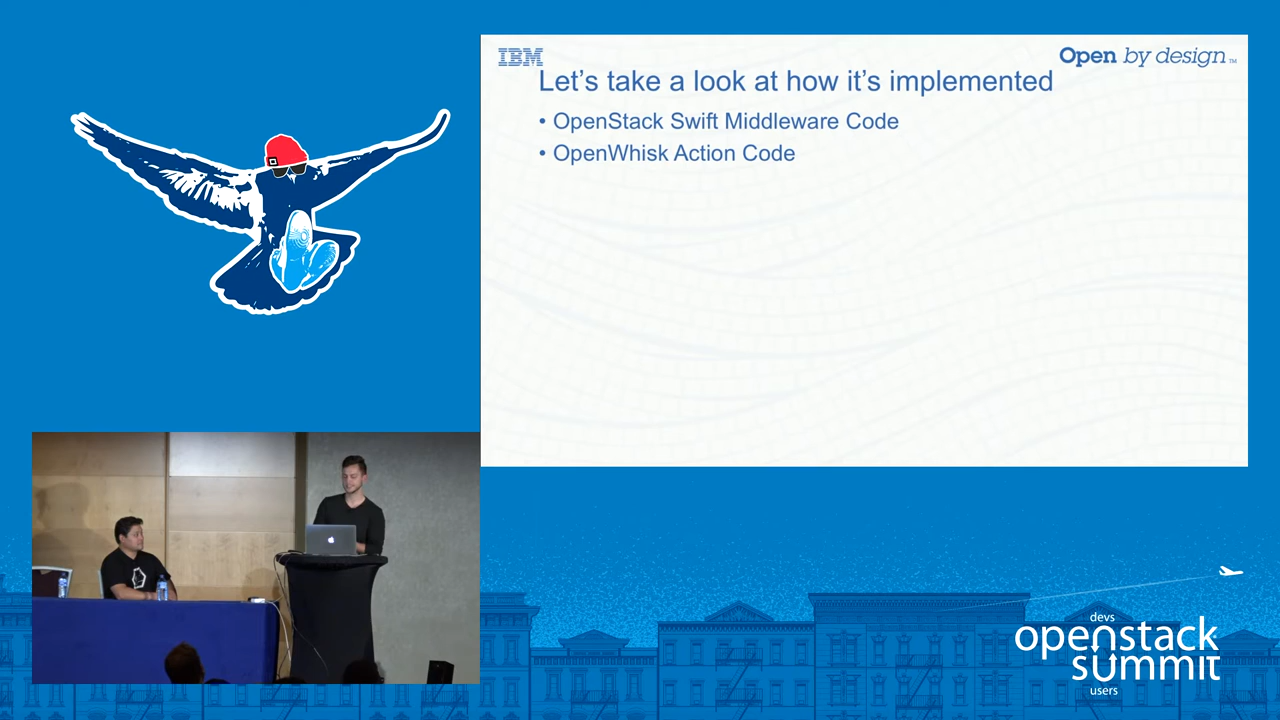 IBM
Open by design™
Let's take a look at how it's implemented
• OpenStack Swift Middleware Code
• OpenWhisk Action Code
devs
openstack
summit
users